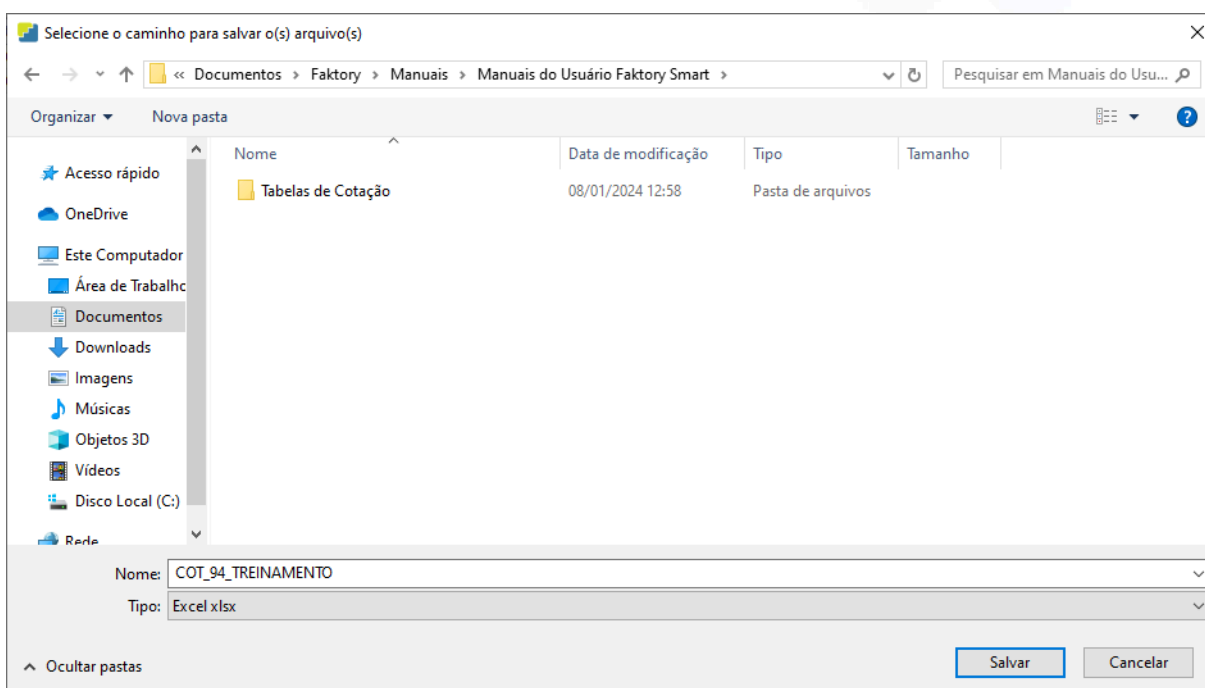 Selecione o caminho para salvar o(s) arquivo(s)
« Documentos > Faktory > Manuais > Manuais do Usuário Faktory Smart > Pesquisar em Manuais do Usu...
Organizar Nova pasta ?
Nome Data de modificação Tipo Tamanho
Tabelas de Cotação 08/01/2024 12:58 Pasta de arquivos
Acesso rápido
OneDrive
Este Computador
Área de Trabalho
Documentos
Downloads
Imagens
Músicas
Objetos 3D
Vídeos
Disco Local (C:)
Rede
Nome: COT_94_TREINAMENTO
Tipo: Excel xlsx
Ocultar pastas Salvar Cancelar